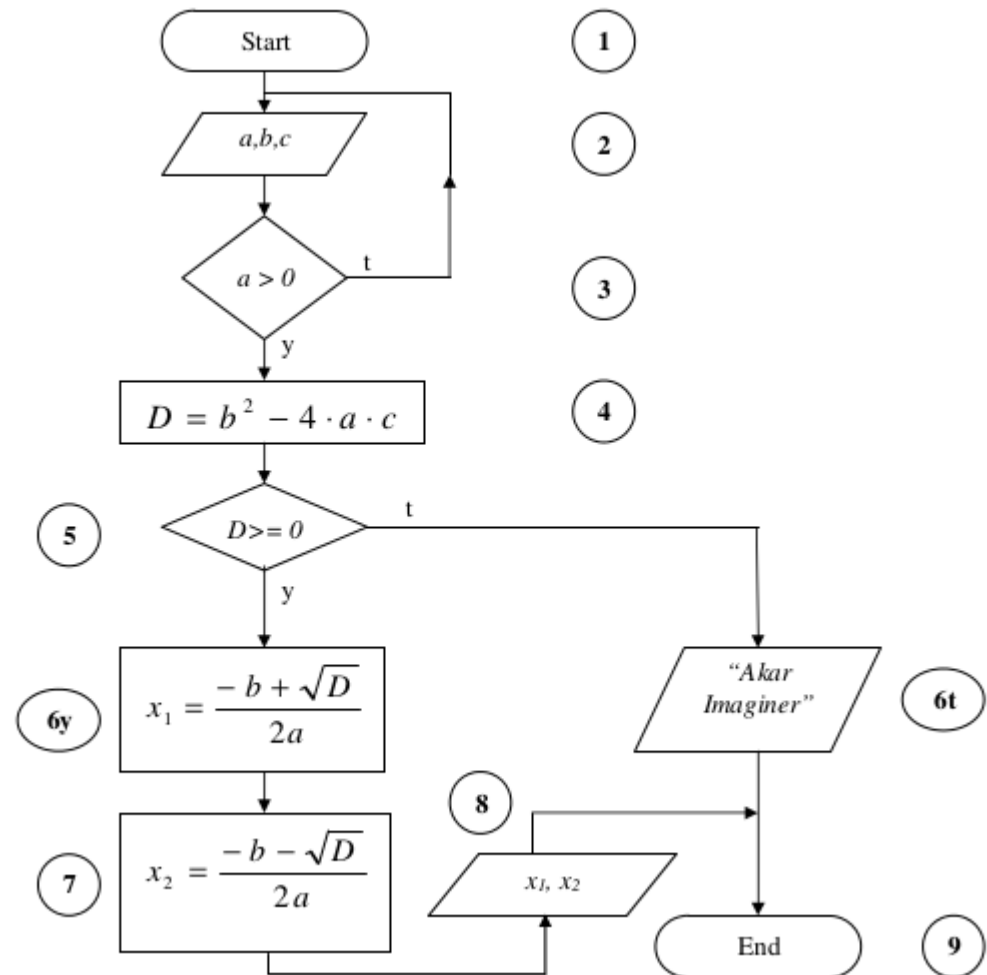 Start
1
a,b,c
2
a > 0
t
3
y
D = b² − 4 · a · c
4
5
D>= 0
t
y
6y
x₁ = (−b + √D) / 2a
“Akar
Imaginer”
6t
7
x₂ = (−b − √D) / 2a
8
x₁, x₂
End
9